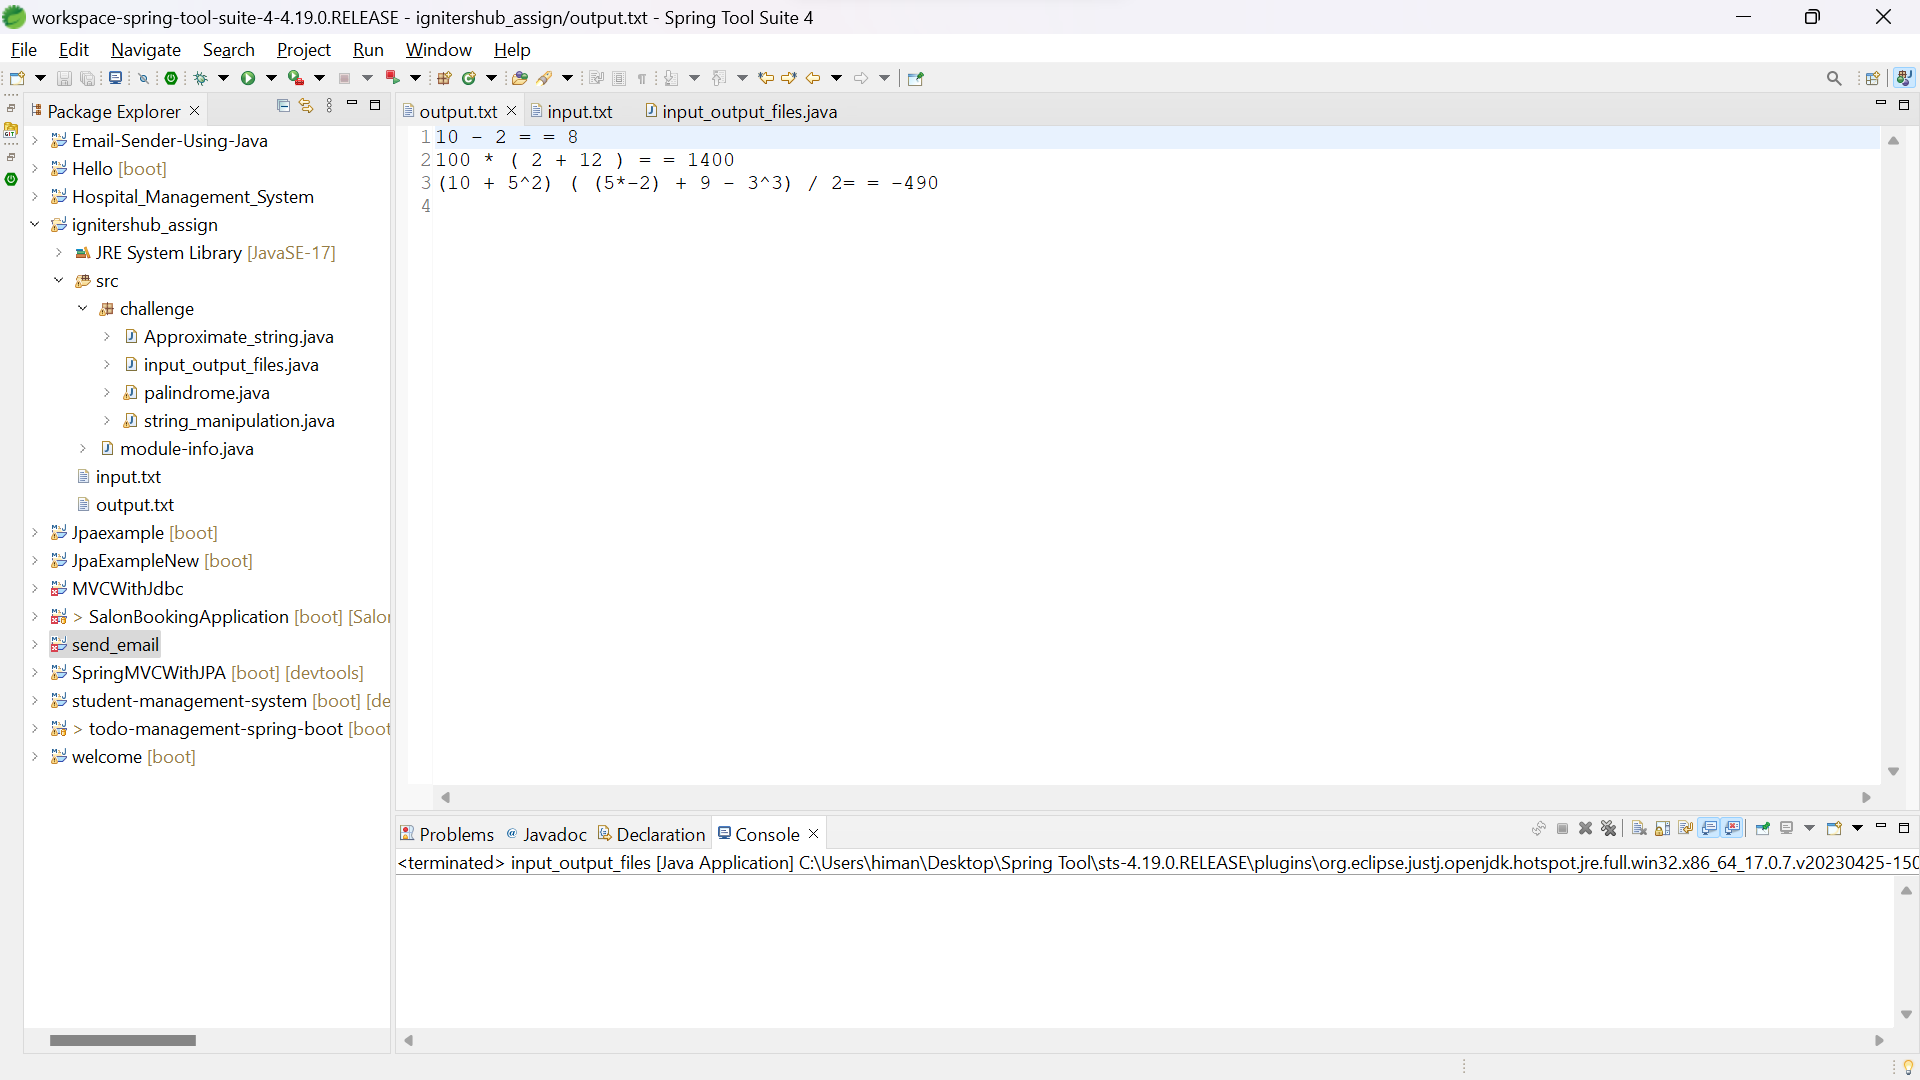 workspace-spring-tool-suite-4-4.19.0.RELEASE - ignitershub_assign/output.txt - Spring Tool Suite 4
File Edit Navigate Search Project Run Window Help
Package Explorer
Email-Sender-Using-Java
Hello [boot]
Hospital_Management_System
ignitershub_assign
JRE System Library [JavaSE-17]
src
challenge
Approximate_string.java
input_output_files.java
palindrome.java
string_manipulation.java
module-info.java
input.txt
output.txt
Jpaexample [boot]
JpaExampleNew [boot]
MVCWithJdbc
> SalonBookingApplication [boot] [Salon
send_email
SpringMVCWithJPA [boot] [devtools]
student-management-system [boot] [de
> todo-management-spring-boot [boot
welcome [boot]
output.txt input.txt input_output_files.java
1 10 - 2 = = 8
2 100 * ( 2 + 12 ) = = 1400
3 (10 + 5^2) ( (5*-2) + 9 - 3^3) / 2= = -490
4
Problems Javadoc Declaration Console
<terminated> input_output_files [Java Application] C:\Users\himan\Desktop\Spring Tool\sts-4.19.0.RELEASE\plugins\org.eclipse.justj.openjdk.hotspot.jre.full.win32.x86_64_17.0.7.v20230425-150